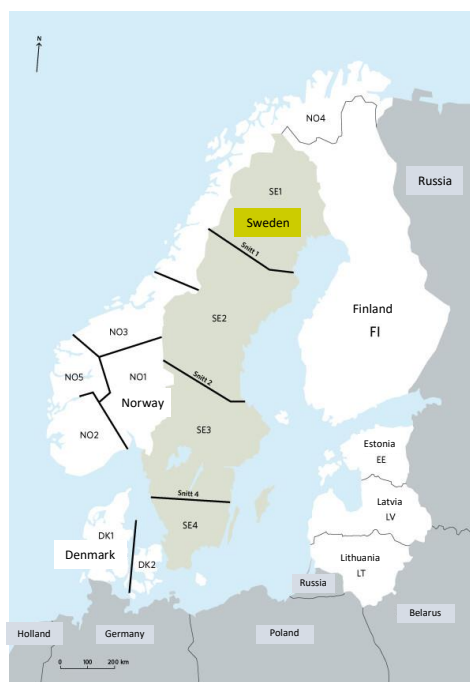 N
NO4
SE1
Russia
Sweden
Snitt 1
Finland
FI
SE2
NO3
NO5
NO1
Snitt 2
Norway
NO2
SE3
Estonia
EE
Snitt 4
Latvia
LV
SE4
DK1
Denmark
DK2
Lithuania
LT
Russia
Belarus
Holland
Germany
Poland
0 100 200 km